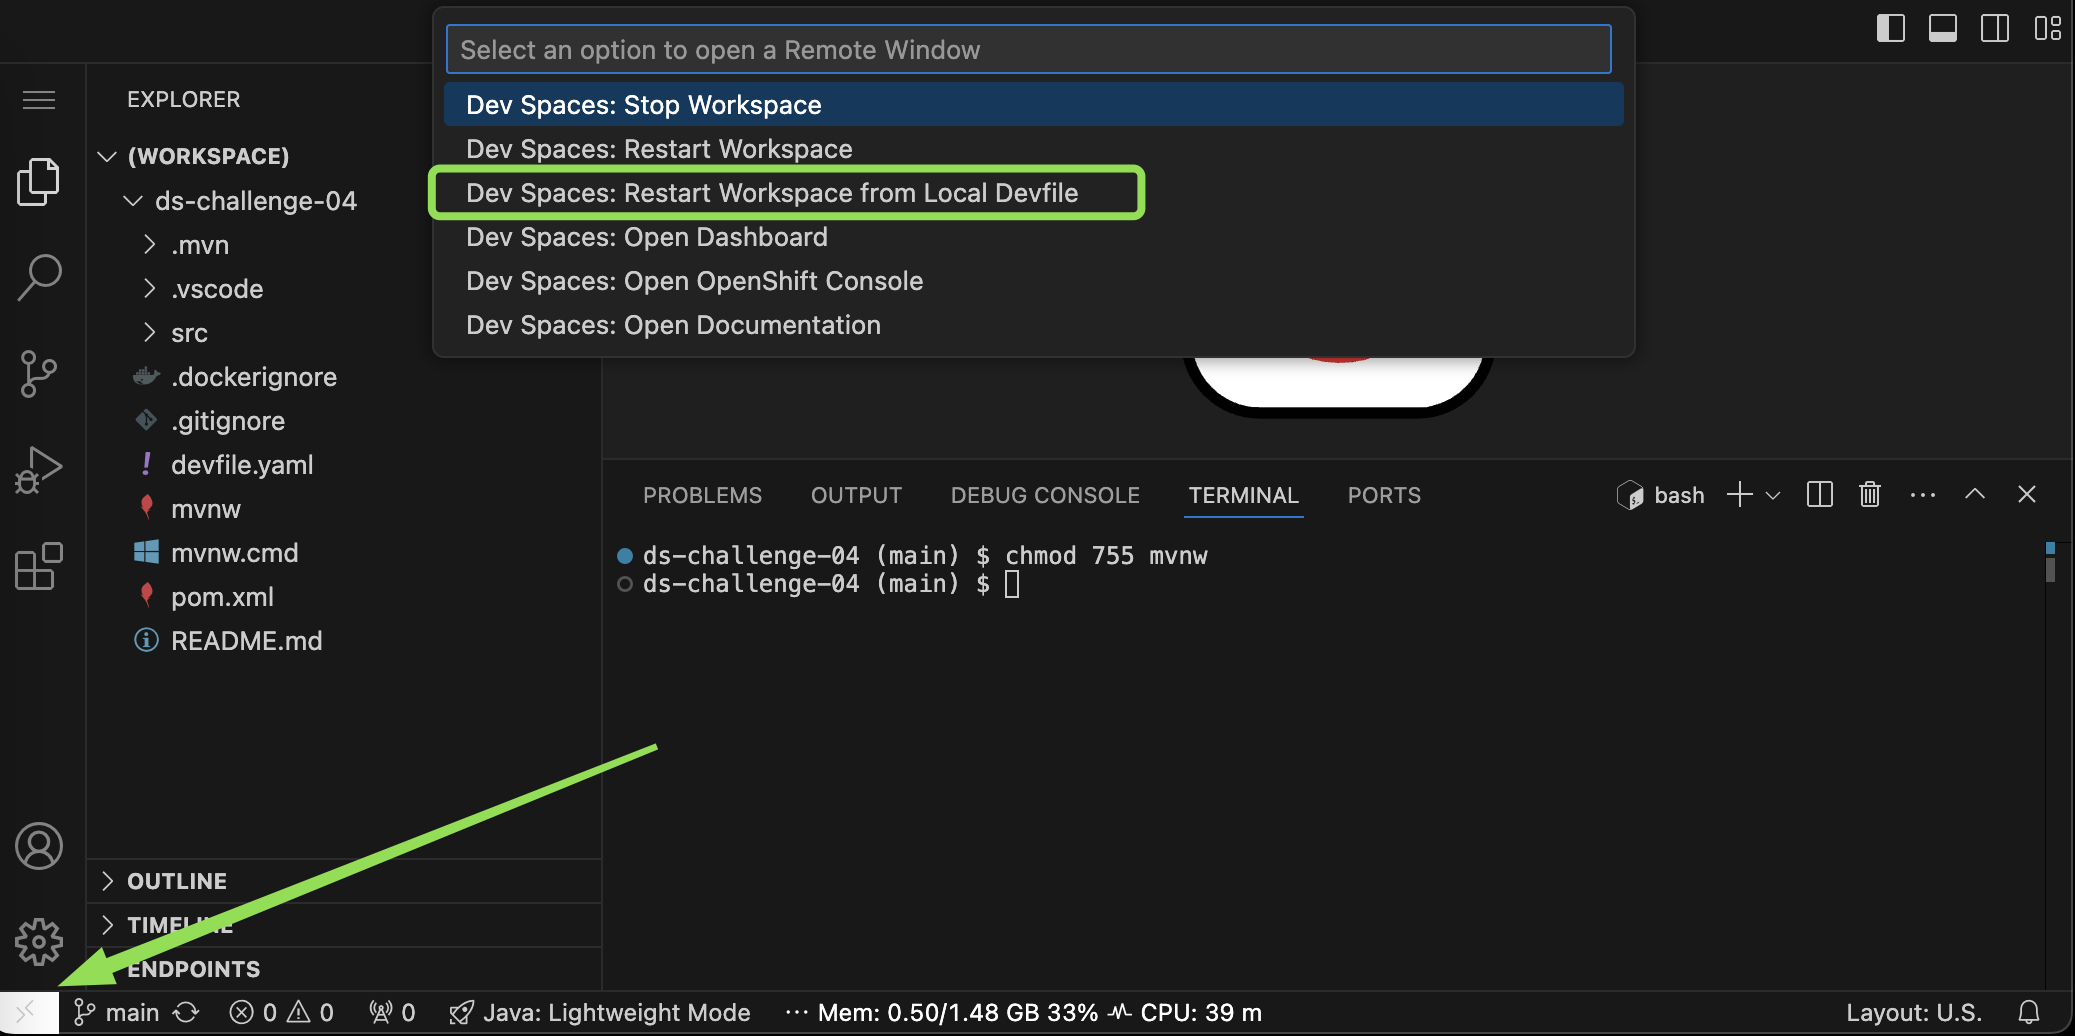 Select an option to open a Remote Window
Dev Spaces: Stop Workspace
Dev Spaces: Restart Workspace
Dev Spaces: Restart Workspace from Local Devfile
Dev Spaces: Open Dashboard
Dev Spaces: Open OpenShift Console
Dev Spaces: Open Documentation
EXPLORER
(WORKSPACE)
ds-challenge-04
.mvn
.vscode
src
.dockerignore
.gitignore
devfile.yaml
mvnw
mvnw.cmd
pom.xml
README.md
OUTLINE
TIMELINE
ENDPOINTS
PROBLEMS OUTPUT DEBUG CONSOLE TERMINAL PORTS bash
ds-challenge-04 (main) $ chmod 755 mvnw
ds-challenge-04 (main) $
main 0 0 0 Java: Lightweight Mode ··· Mem: 0.50/1.48 GB 33% CPU: 39 m Layout: U.S.